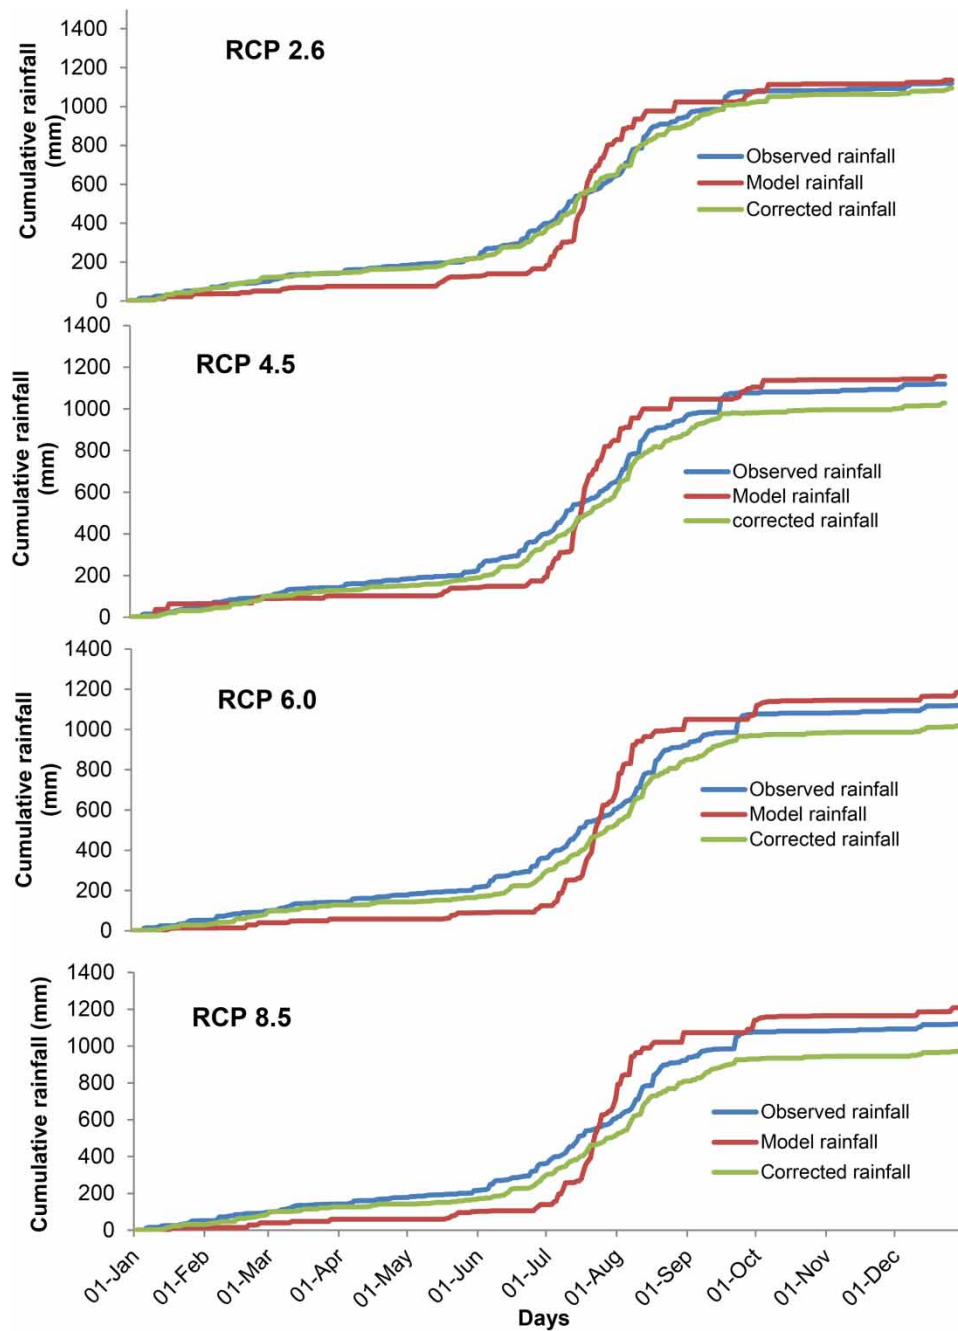 RCP 2.6
Cumulative rainfall
(mm)
1400
1200
1000
800
600
400
200
0
Observed rainfall
Model rainfall
Corrected rainfall
RCP 4.5
Cumulative rainfall
(mm)
1400
1200
1000
800
600
400
200
0
Observed rainfall
Model rainfall
corrected rainfall
RCP 6.0
Cumulative rainfall
(mm)
1400
1200
1000
800
600
400
200
0
Observed rainfall
Model rainfall
Corrected rainfall
RCP 8.5
Cumulative rainfall (mm)
1400
1200
1000
800
600
400
200
0
Observed rainfall
Model rainfall
Corrected rainfall
01-Jan
01-Feb
01-Mar
01-Apr
01-May
01-Jun
01-Jul
01-Aug
01-Sep
01-Oct
01-Nov
01-Dec
Days